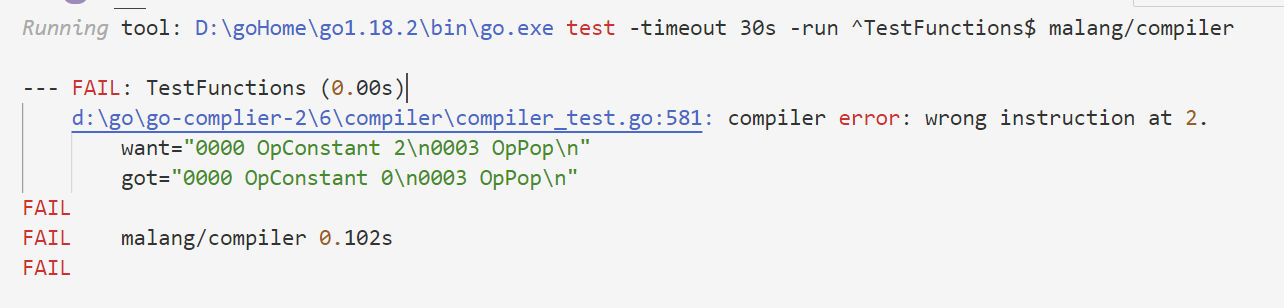 Running tool: D:\goHome\go1.18.2\bin\go.exe test -timeout 30s -run ^TestFunctions$ malang/compiler
--- FAIL: TestFunctions (0.00s)
d:\go\go-complier-2\6\compiler\compiler_test.go:581: compiler error: wrong instruction at 2.
want="0000 OpConstant 2\n0003 OpPop\n"
got="0000 OpConstant 0\n0003 OpPop\n"
FAIL
FAIL malang/compiler 0.102s
FAIL